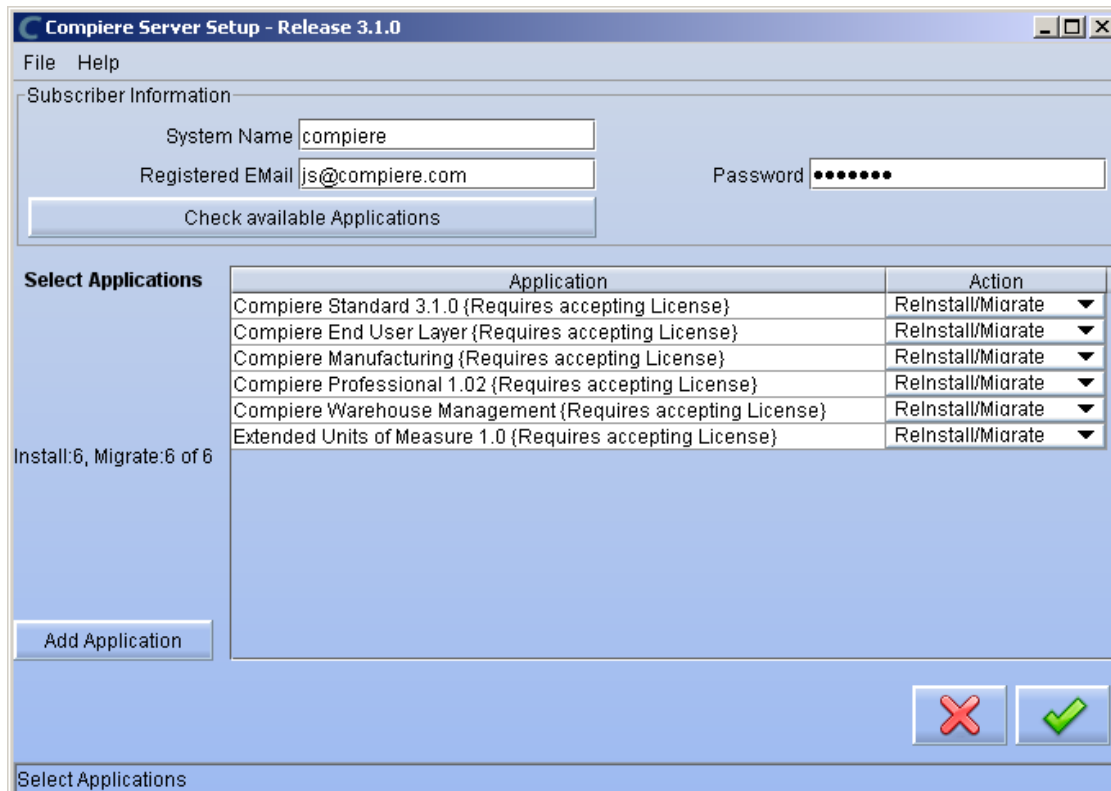 Compiere Server Setup - Release 3.1.0
File Help
Subscriber Information
System Name compiere
Registered EMail js@compiere.com Password •••••••
Check available Applications
Select Applications Application Action
Compiere Standard 3.1.0 {Requires accepting License} ReInstall/Migrate
Compiere End User Layer {Requires accepting License} ReInstall/Migrate
Compiere Manufacturing {Requires accepting License} ReInstall/Migrate
Compiere Professional 1.02 {Requires accepting License} ReInstall/Migrate
Compiere Warehouse Management {Requires accepting License} ReInstall/Migrate
Extended Units of Measure 1.0 {Requires accepting License} ReInstall/Migrate
Install:6, Migrate:6 of 6
Add Application
Select Applications